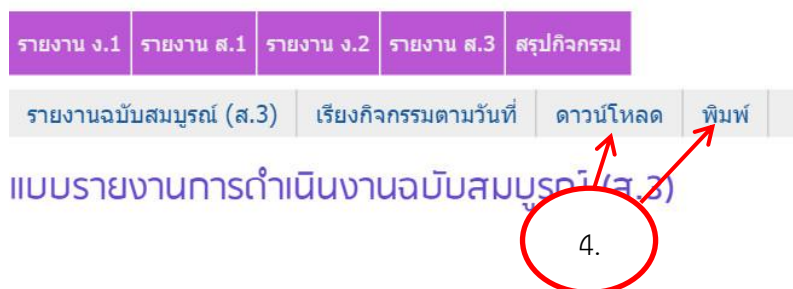 รายงาน ง.1 รายงาน ส.1 รายงาน ง.2 รายงาน ส.3 สรุปกิจกรรม
รายงานฉบับสมบูรณ์ (ส.3) เรียงกิจกรรมตามวันที่ ดาวน์โหลด พิมพ์
แบบรายงานการดำเนินงานฉบับสมบูรณ์ (ส.3)
4.